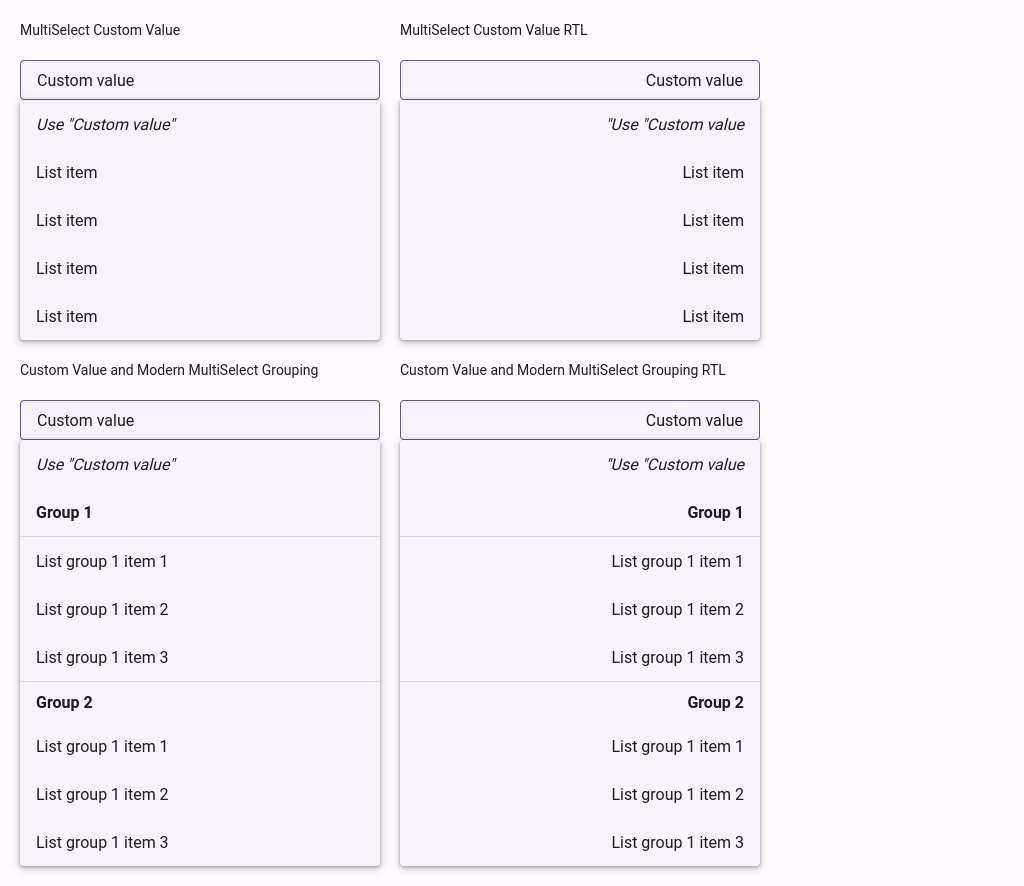 MultiSelect Custom Value
Custom value
Use "Custom value"
List item
List item
List item
List item
MultiSelect Custom Value RTL
Custom value
"Use "Custom value
List item
List item
List item
List item
Custom Value and Modern MultiSelect Grouping
Custom value
Use "Custom value"
Group 1
List group 1 item 1
List group 1 item 2
List group 1 item 3
Group 2
List group 1 item 1
List group 1 item 2
List group 1 item 3
Custom Value and Modern MultiSelect Grouping RTL
Custom value
"Use "Custom value
Group 1
List group 1 item 1
List group 1 item 2
List group 1 item 3
Group 2
List group 1 item 1
List group 1 item 2
List group 1 item 3